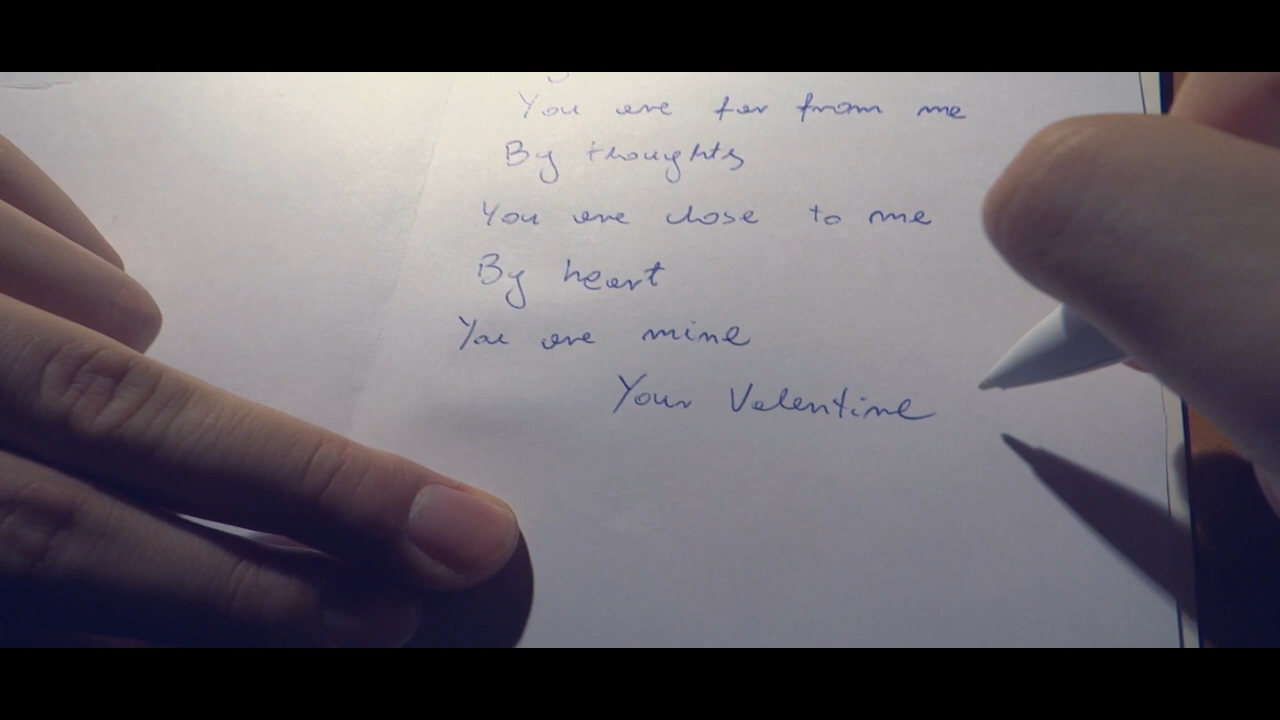 You are far from me
By thoughts
You are close to me
By heart
You are mine
Your Valentine